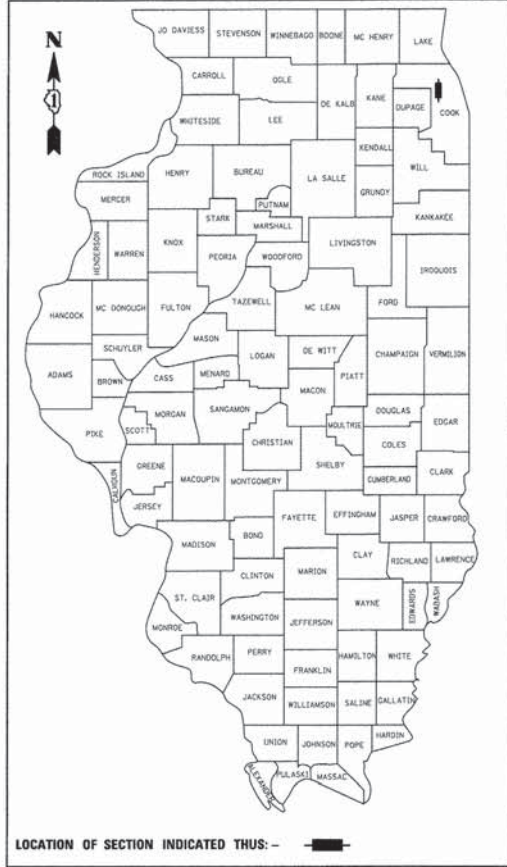 JO DAVIESS STEVENSON WINNEBAGO BOONE MC HENRY LAKE
N
CARROLL OGLE
1
DE KALB KANE DUPAGE COOK
WHITESIDE LEE
KENDALL
WILL
ROCK ISLAND HENRY BUREAU LA SALLE GRUNDY
MERCER PUTNAM
STARK KANKAKEE
MARSHALL
HENDERSON WARREN KNOX LIVINGSTON
PEORIA WOODFORD IROQUOIS
HANCOCK MC DONOUGH FULTON TAZEWELL MC LEAN FORD
MASON
SCHUYLER LOGAN DE WITT CHAMPAIGN VERMILION
ADAMS CASS MENARD PIATT
BROWN MACON
SANGAMON DOUGLAS
MORGAN MOULTRIE EDGAR
PIKE SCOTT CHRISTIAN COLES
SHELBY
GREENE MACOUPIN CLARK
CALHOUN MONTGOMERY CUMBERLAND
JERSEY
FAYETTE EFFINGHAM JASPER CRAWFORD
MADISON BOND
CLAY
MARION RICHLAND LAWRENCE
CLINTON
ST. CLAIR WAYNE EDWARDS WABASH
WASHINGTON JEFFERSON
MONROE
PERRY HAMILTON WHITE
RANDOLPH FRANKLIN
JACKSON WILLIAMSON SALINE GALLATIN
HARDIN
UNION JOHNSON POPE
ALEXANDER PULASKI MASSAC
LOCATION OF SECTION INDICATED THUS: –